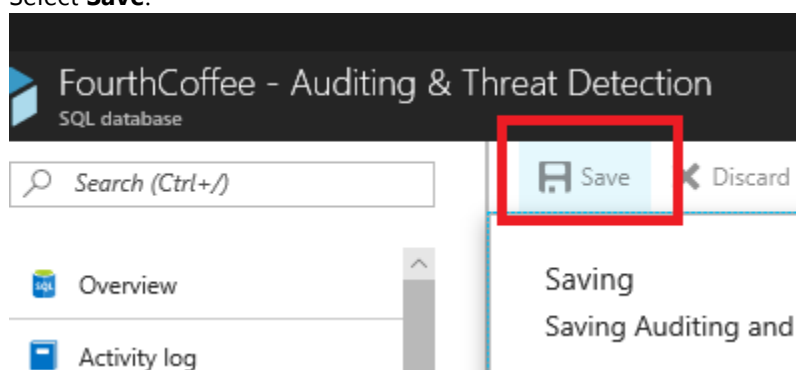 Select Save.
FourthCoffee - Auditing & Threat Detection
SQL database
Search (Ctrl+/)
Save
Discard
SQL
Overview
Activity log
Saving
Saving Auditing and